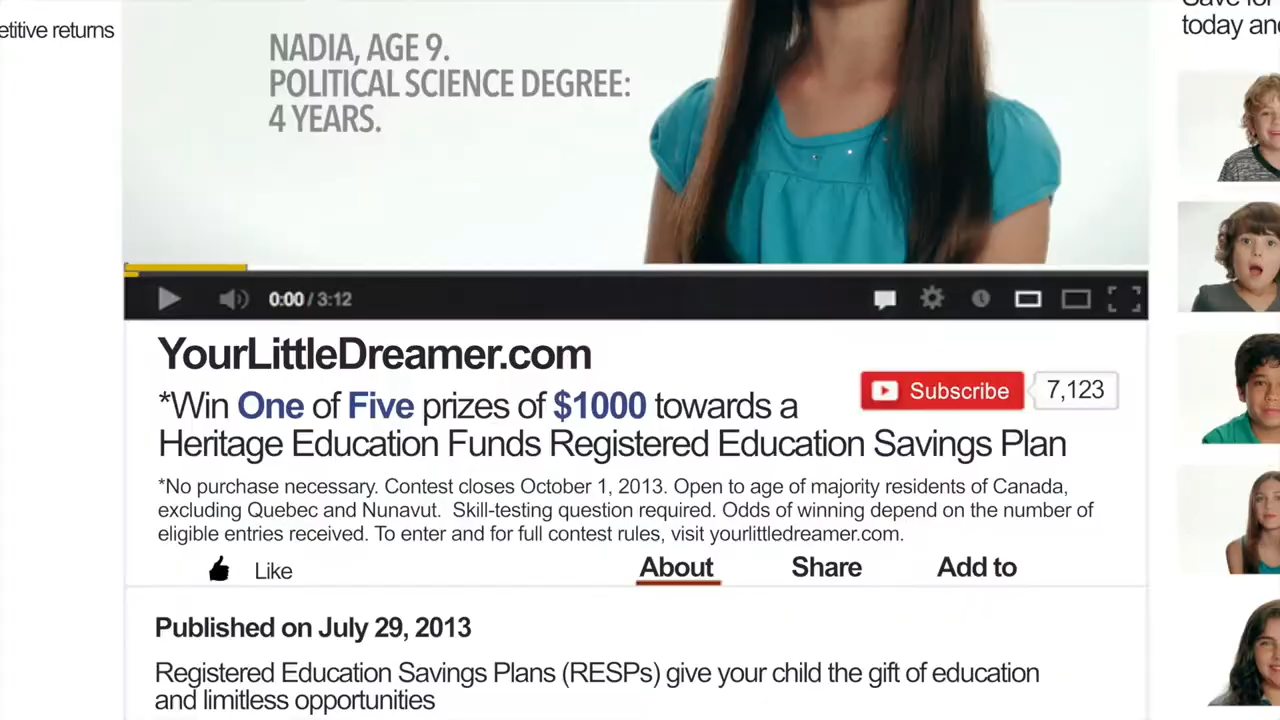 etitive returns
today and
NADIA, AGE 9.
POLITICAL SCIENCE DEGREE:
4 YEARS.
0:00 / 3:12
YourLittleDreamer.com
*Win One of Five prizes of $1000 towards a
Heritage Education Funds Registered Education Savings Plan
Subscribe 7,123
*No purchase necessary. Contest closes October 1, 2013. Open to age of majority residents of Canada,
excluding Quebec and Nunavut. Skill-testing question required. Odds of winning depend on the number of
eligible entries received. To enter and for full contest rules, visit yourlittledreamer.com.
Like About Share Add to
Published on July 29, 2013
Registered Education Savings Plans (RESPs) give your child the gift of education
and limitless opportunities